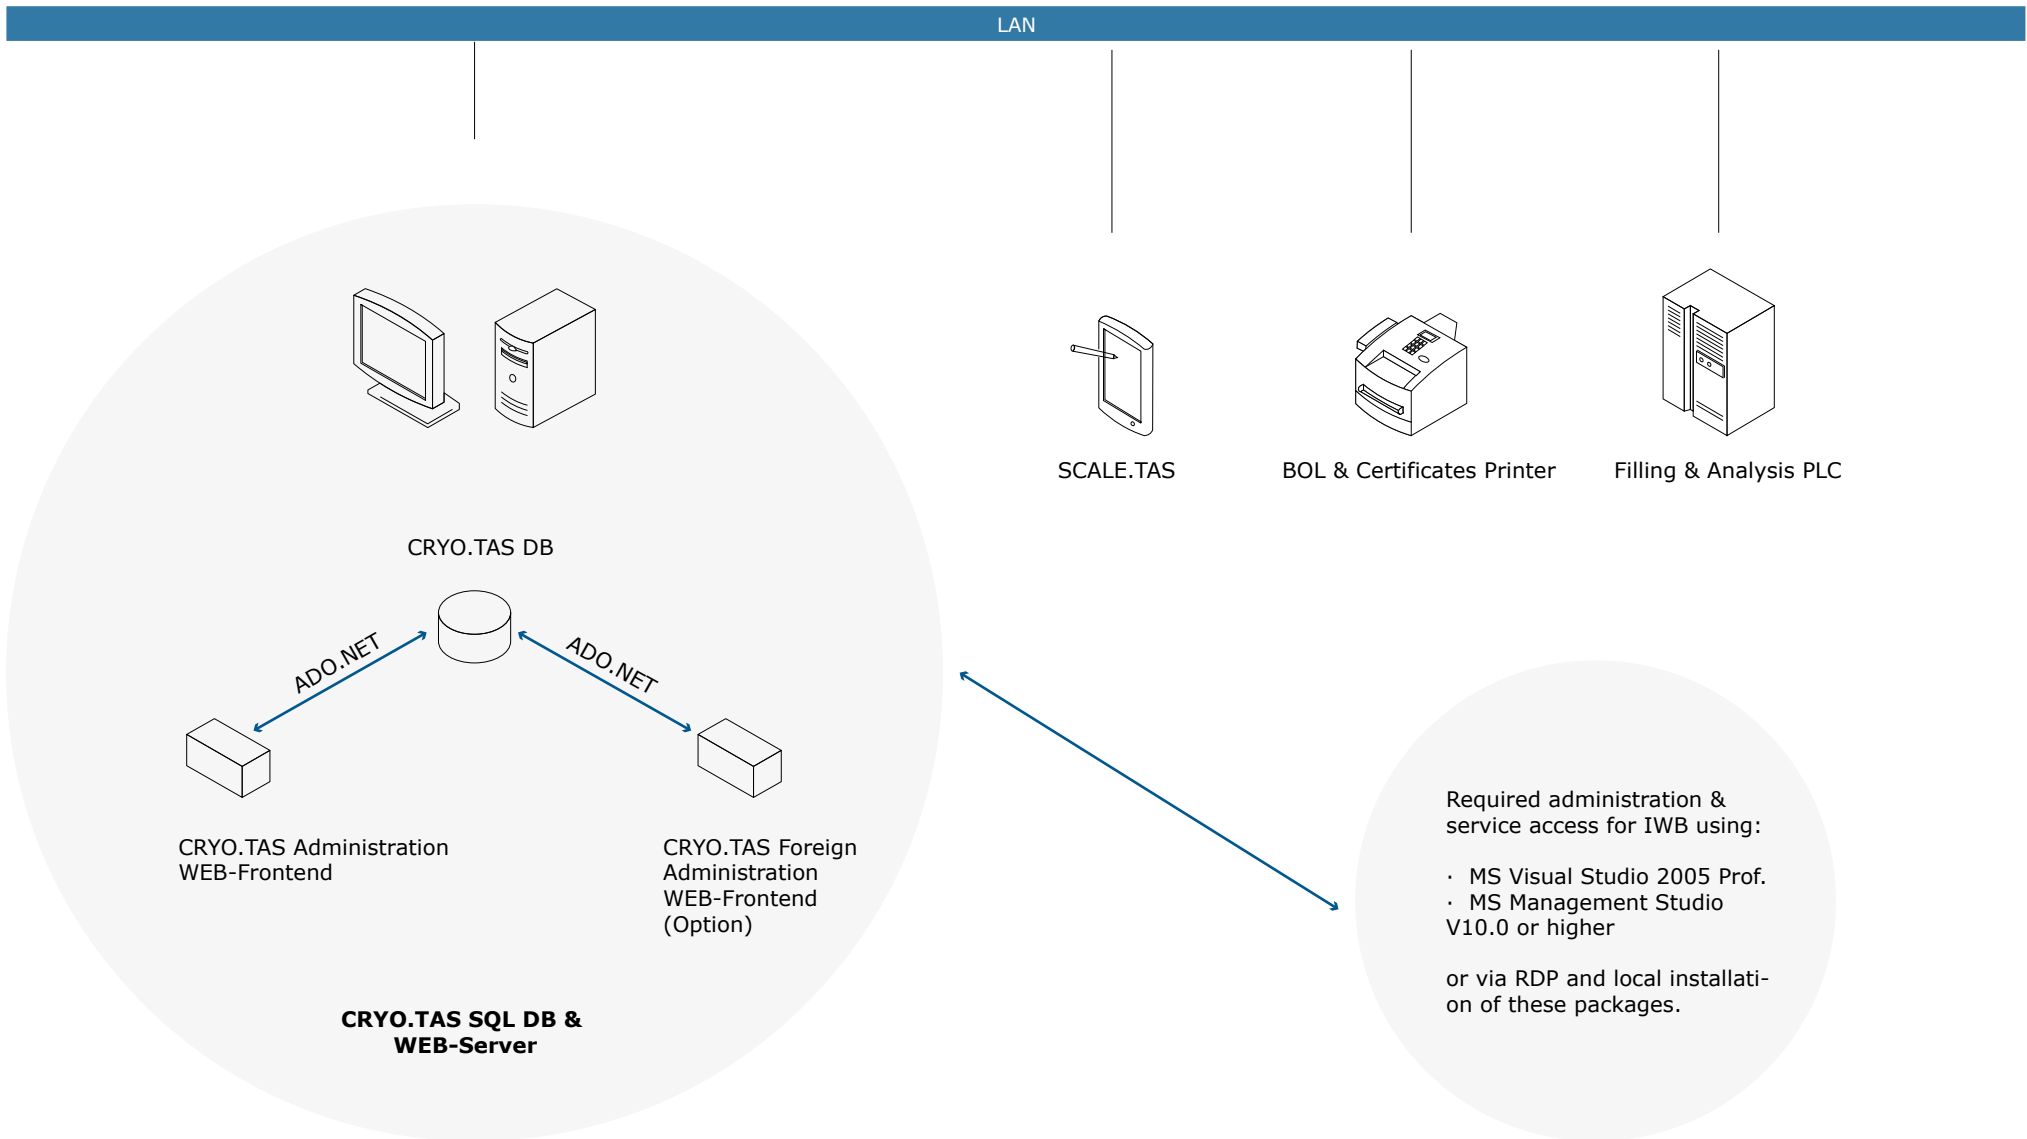 LAN
SCALE.TAS
BOL & Certificates Printer
Filling & Analysis PLC
CRYO.TAS DB
ADO.NET
ADO.NET
CRYO.TAS Administration
WEB-Frontend
CRYO.TAS Foreign
Administration
WEB-Frontend
(Option)
CRYO.TAS SQL DB &
WEB-Server
Required administration &
service access for IWB using:
· MS Visual Studio 2005 Prof.
· MS Management Studio
V10.0 or higher
or via RDP and local installati-
on of these packages.